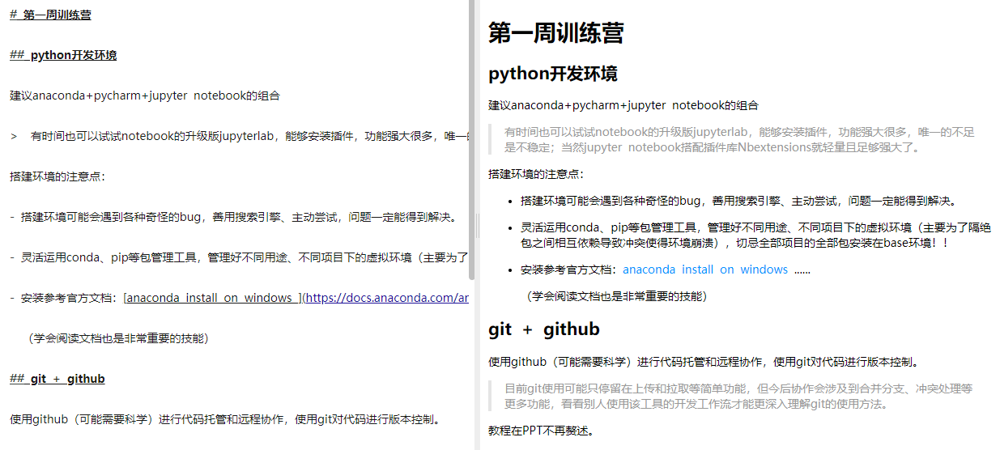 # 第一周训练营
## python开发环境
建议anaconda+pycharm+jupyter notebook的组合
> 有时间也可以试试notebook的升级版jupyterlab，能够安装插件，功能强大很多，唯一
搭建环境的注意点：
- 搭建环境可能会遇到各种奇怪的bug，善用搜索引擎、主动尝试，问题一定能得到解决。
- 灵活运用conda、pip等包管理工具，管理好不同用途、不同项目下的虚拟环境（主要为了
- 安装参考官方文档：[anaconda install on windows ](https://docs.anaconda.com/an
（学会阅读文档也是非常重要的技能）
## git + github
使用github（可能需要科学）进行代码托管和远程协作，使用git对代码进行版本控制。
第一周训练营
python开发环境
建议anaconda+pycharm+jupyter notebook的组合
有时间也可以试试notebook的升级版jupyterlab，能够安装插件，功能强大很多，唯一的不足
是不稳定；当然jupyter notebook搭配插件库Nbextensions就轻量且足够强大了。
搭建环境的注意点：
• 搭建环境可能会遇到各种奇怪的bug，善用搜索引擎、主动尝试，问题一定能得到解决。
• 灵活运用conda、pip等包管理工具，管理好不同用途、不同项目下的虚拟环境（主要为了隔绝
包之间相互依赖导致冲突使得环境崩溃），切忌全部项目的全部包安装在base环境！！
• 安装参考官方文档：anaconda install on windows ......
（学会阅读文档也是非常重要的技能）
git + github
使用github（可能需要科学）进行代码托管和远程协作，使用git对代码进行版本控制。
目前git使用可能只停留在上传和拉取等简单功能，但今后协作会涉及到合并分支、冲突处理等
更多功能，看看别人使用该工具的开发工作流才能更深入理解git的使用方法。
教程在PPT不再赘述。